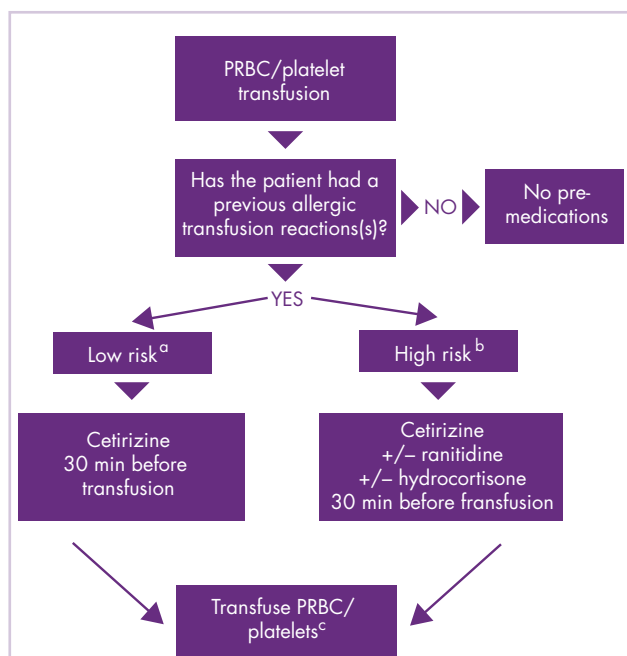 PRBC/platelet
transfusion
Has the patient had a
previous allergic
transfusion reactions(s)?
NO
No pre-
medications
YES
Low risk a
High risk b
Cetirizine
30 min before
transfusion
Cetirizine
+/– ranitidine
+/– hydrocortisone
30 min before fransfusion
Transfuse PRBC/
platelets c